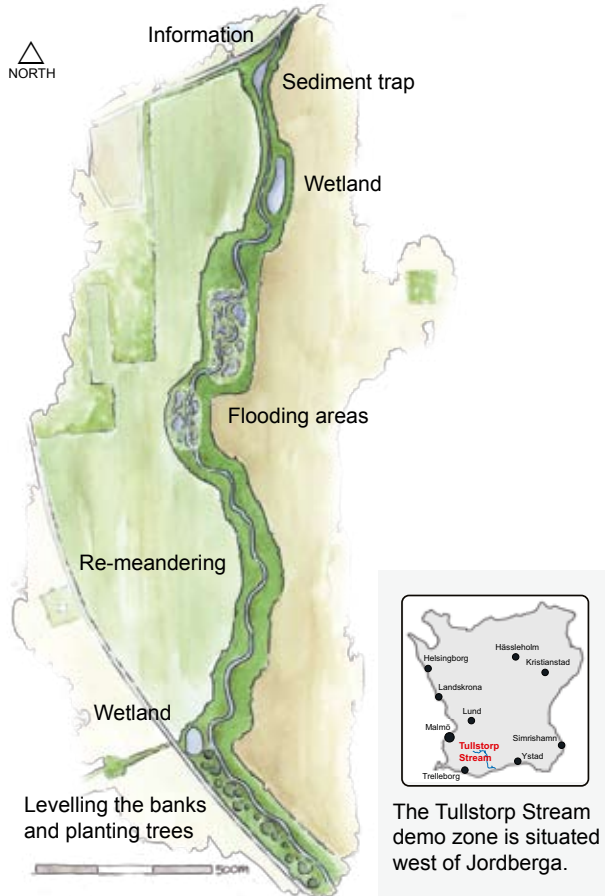 Information
NORTH
Sediment trap
Wetland
Flooding areas
Re-meandering
Wetland
Levelling the banks
and planting trees
500m
Helsingborg
Hässleholm
Kristianstad
Landskrona
Lund
Malmö
Simrishamn
Tullstorp
Stream
Ystad
Trelleborg
The Tullstorp Stream
demo zone is situated
west of Jordberga.